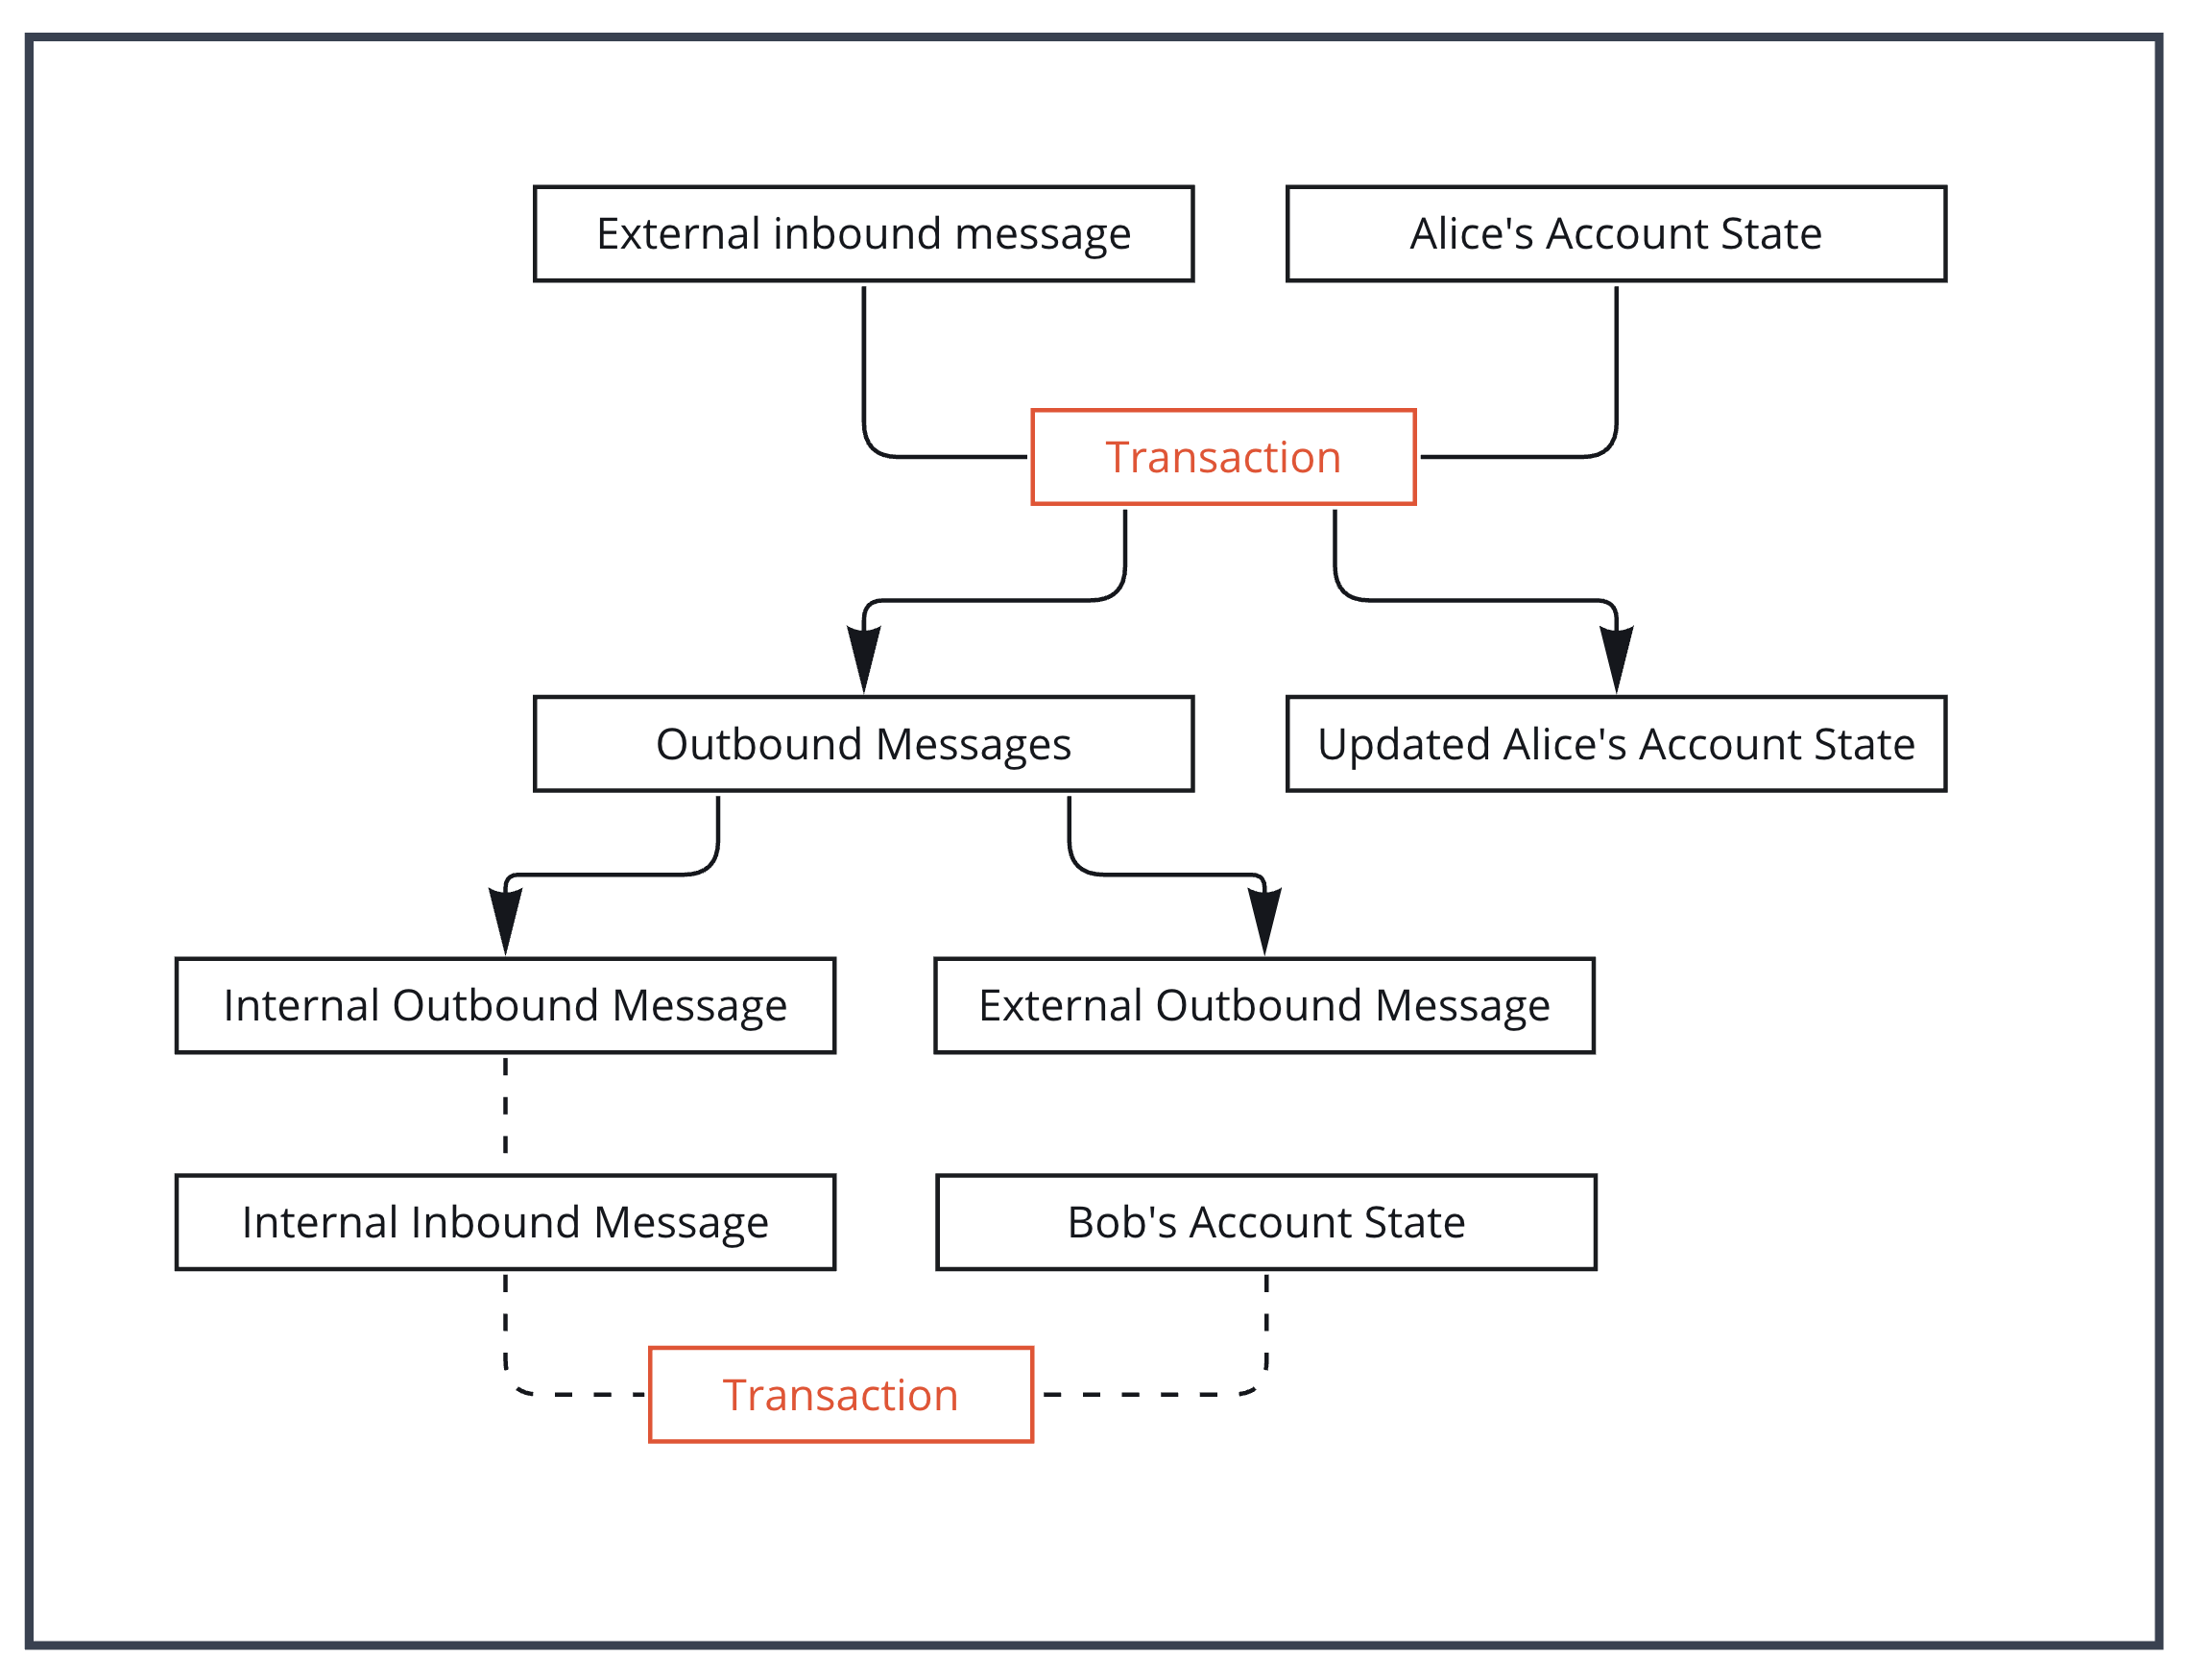 External inbound message
Alice's Account State
Transaction
Outbound Messages
Updated Alice's Account State
Internal Outbound Message
External Outbound Message
Internal Inbound Message
Bob's Account State
Transaction